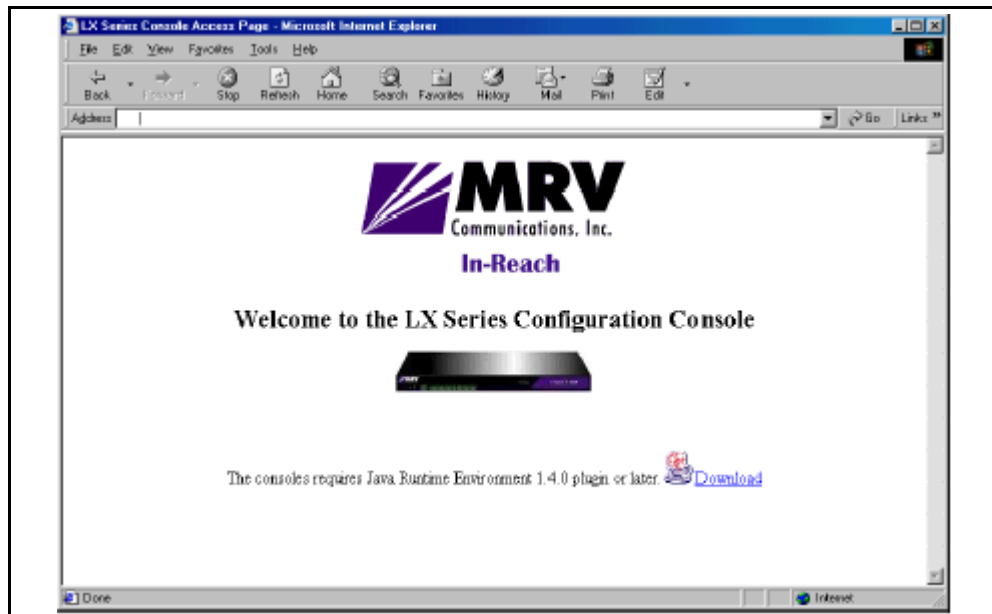 LX Series Console Access Page - Microsoft Internet Explorer
File Edit View Favorites Tools Help
Back Forward Stop Refresh Home Search Favorites History Mail Print Edit
Address Go Links »
MRV
Communications, Inc.
In-Reach
Welcome to the LX Series Configuration Console
MRV
The consoles requires Java Runtime Environment 1.4.0 plugin or later. Download
Done Internet